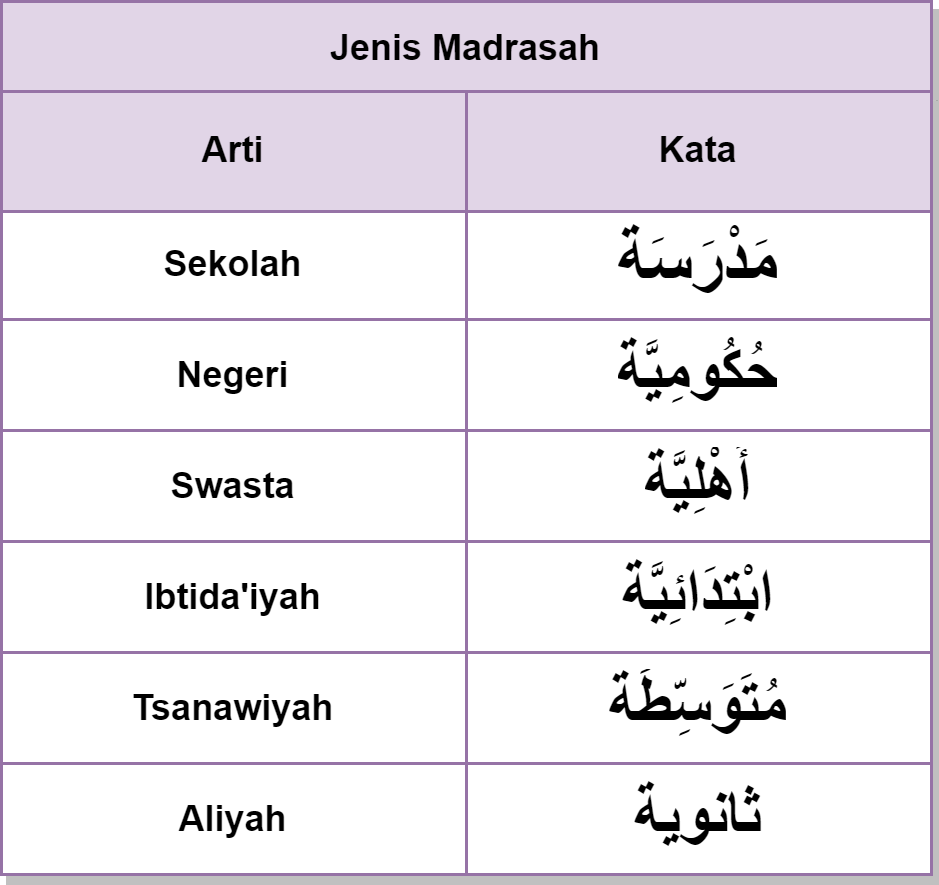 Jenis Madrasah
Arti Kata
Sekolah مَدْرَسَة
Negeri حُكُومِيَّة
Swasta أَهْلِيَّة
Ibtida'iyah ابْتِدَائِيَّة
Tsanawiyah مُتَوَسِّطَة
Aliyah ثانوية